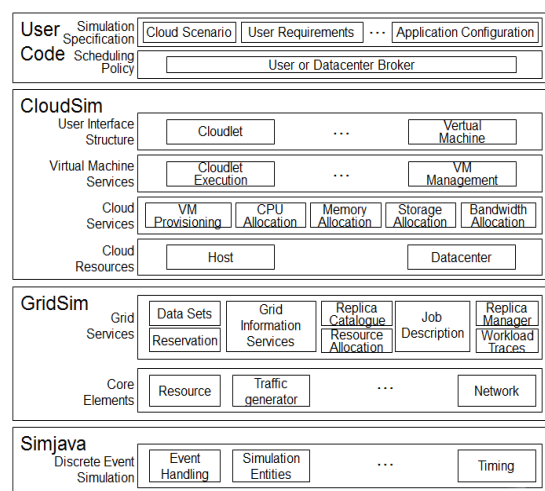 User Code
Simulation Specification
Cloud Scenario
User Requirements
...
Application Configuration
Scheduling Policy
User or Datacenter Broker
CloudSim
User Interface Structure
Cloudlet
...
Vertual Machine
Virtual Machine Services
Cloudlet Execution
...
VM Management
Cloud Services
VM Provisioning
CPU Allocation
Memory Allocation
Storage Allocation
Bandwidth Allocation
Cloud Resources
Host
Datacenter
GridSim
Grid Services
Data Sets
Reservation
Grid Information Services
Replica Catalogue
Resource Allocation
Job Description
Replica Manager
Workload Traces
Core Elements
Resource
Traffic generator
...
Network
Simjava
Discrete Event Simulation
Event Handling
Simulation Entities
...
Timing